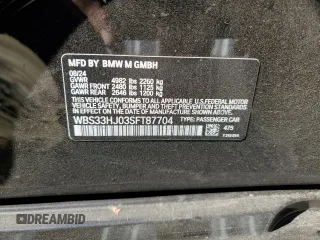 MFD BY BMW M GMBH
08/24
GVWR 4982 lbs 2260 kg
GAWR FRONT 2480 lbs 1125 kg
GAWR REAR 2646 lbs 1200 kg
THIS VEHICLE CONFORMS TO ALL APPLICABLE FEDERAL MOTOR
VEHICLE SAFETY, BUMPER AND THEFT PREVENTION STANDARDS
IN EFFECT ON THE DATE OF MANUFACTURE SHOWN ABOVE.
WBS33HJ03SFT87704
TYPE: PASSENGER CAR
475
© DREAMBID